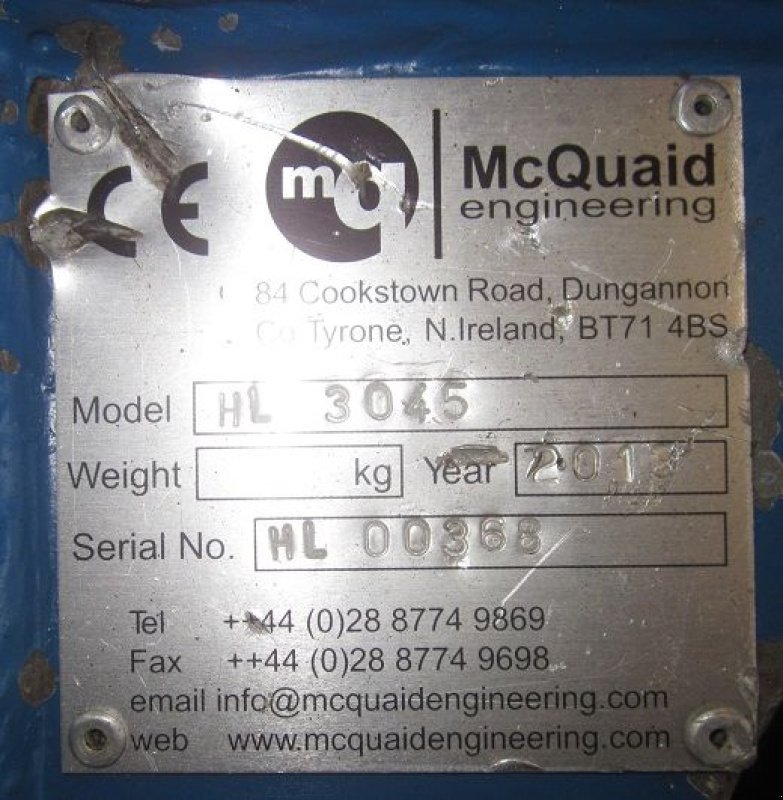 CE mq McQuaid
engineering
84 Cookstown Road, Dungannon
Co Tyrone, N.Ireland, BT71 4BS
Model HL 3045
Weight kg Year 2013
Serial No. HL 00368
Tel ++44 (0)28 8774 9869
Fax ++44 (0)28 8774 9698
email info@mcquaidengineering.com
web www.mcquaidengineering.com